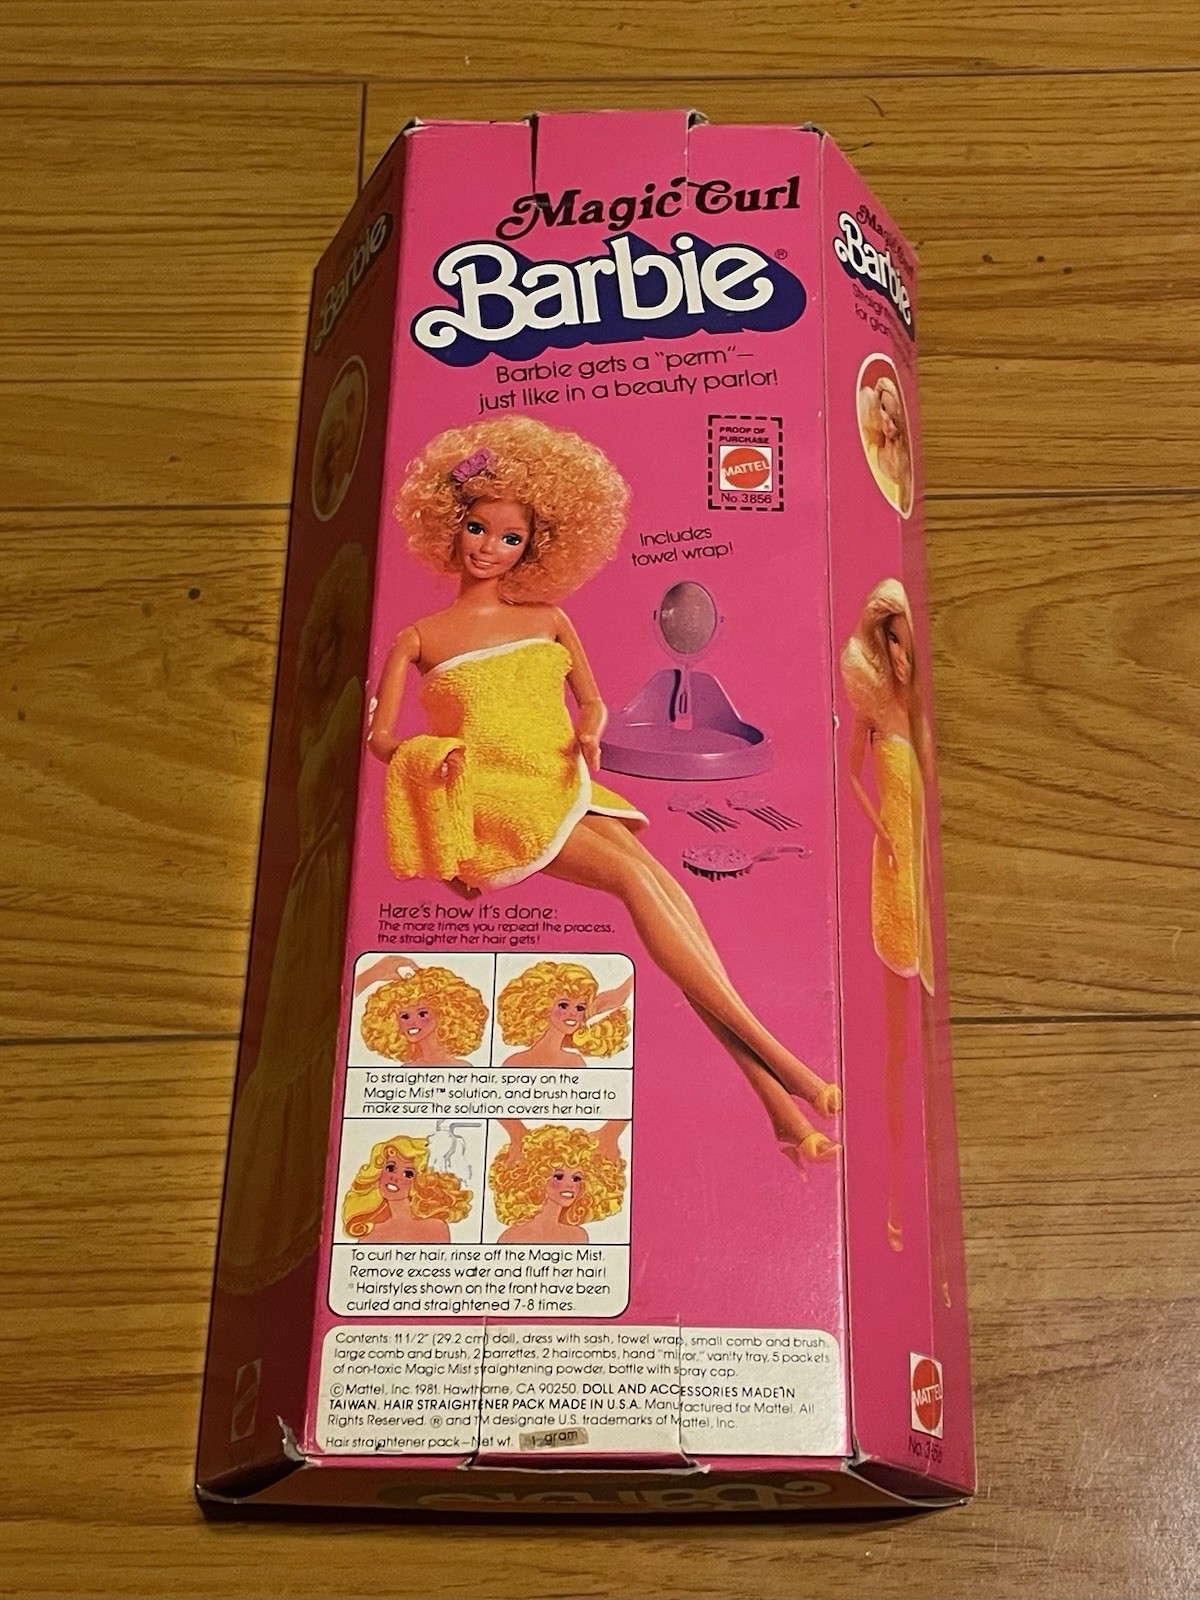 Magic Curl
Barbie®
Barbie gets a "perm"—
just like in a beauty parlor!
PROOF OF
PURCHASE
MATTEL
No. 3856
Includes
towel wrap!
Here's how it's done:
The more times you repeat the process,
the straighter her hair gets!
To straighten her hair, spray on the
Magic Mist™ solution, and brush hard to
make sure the solution covers her hair.
To curl her hair, rinse off the Magic Mist.
Remove excess water and fluff her hair!
*Hairstyles shown on the front have been
curled and straightened 7-8 times.
Contents: 11 1/2" (29.2 cm) doll, dress with sash, towel wrap, small comb and brush,
large comb and brush, 2 barrettes, 2 haircombs, hand "mirror," vanity tray, 5 packets
of non-toxic Magic Mist straightening powder, bottle with spray cap.
©Mattel, Inc. 1981. Hawthorne, CA 90250. DOLL AND ACCESSORIES MADE IN
TAIWAN. HAIR STRAIGHTENER PACK MADE IN U.S.A. Manufactured for Mattel. All
Rights Reserved. ® and TM designate U.S. trademarks of Mattel, Inc.
Hair straightener pack—Net wt. 1 gram
Barbie
Magic Curl
Barbie
for
MATTEL
No. 3856
Barbie